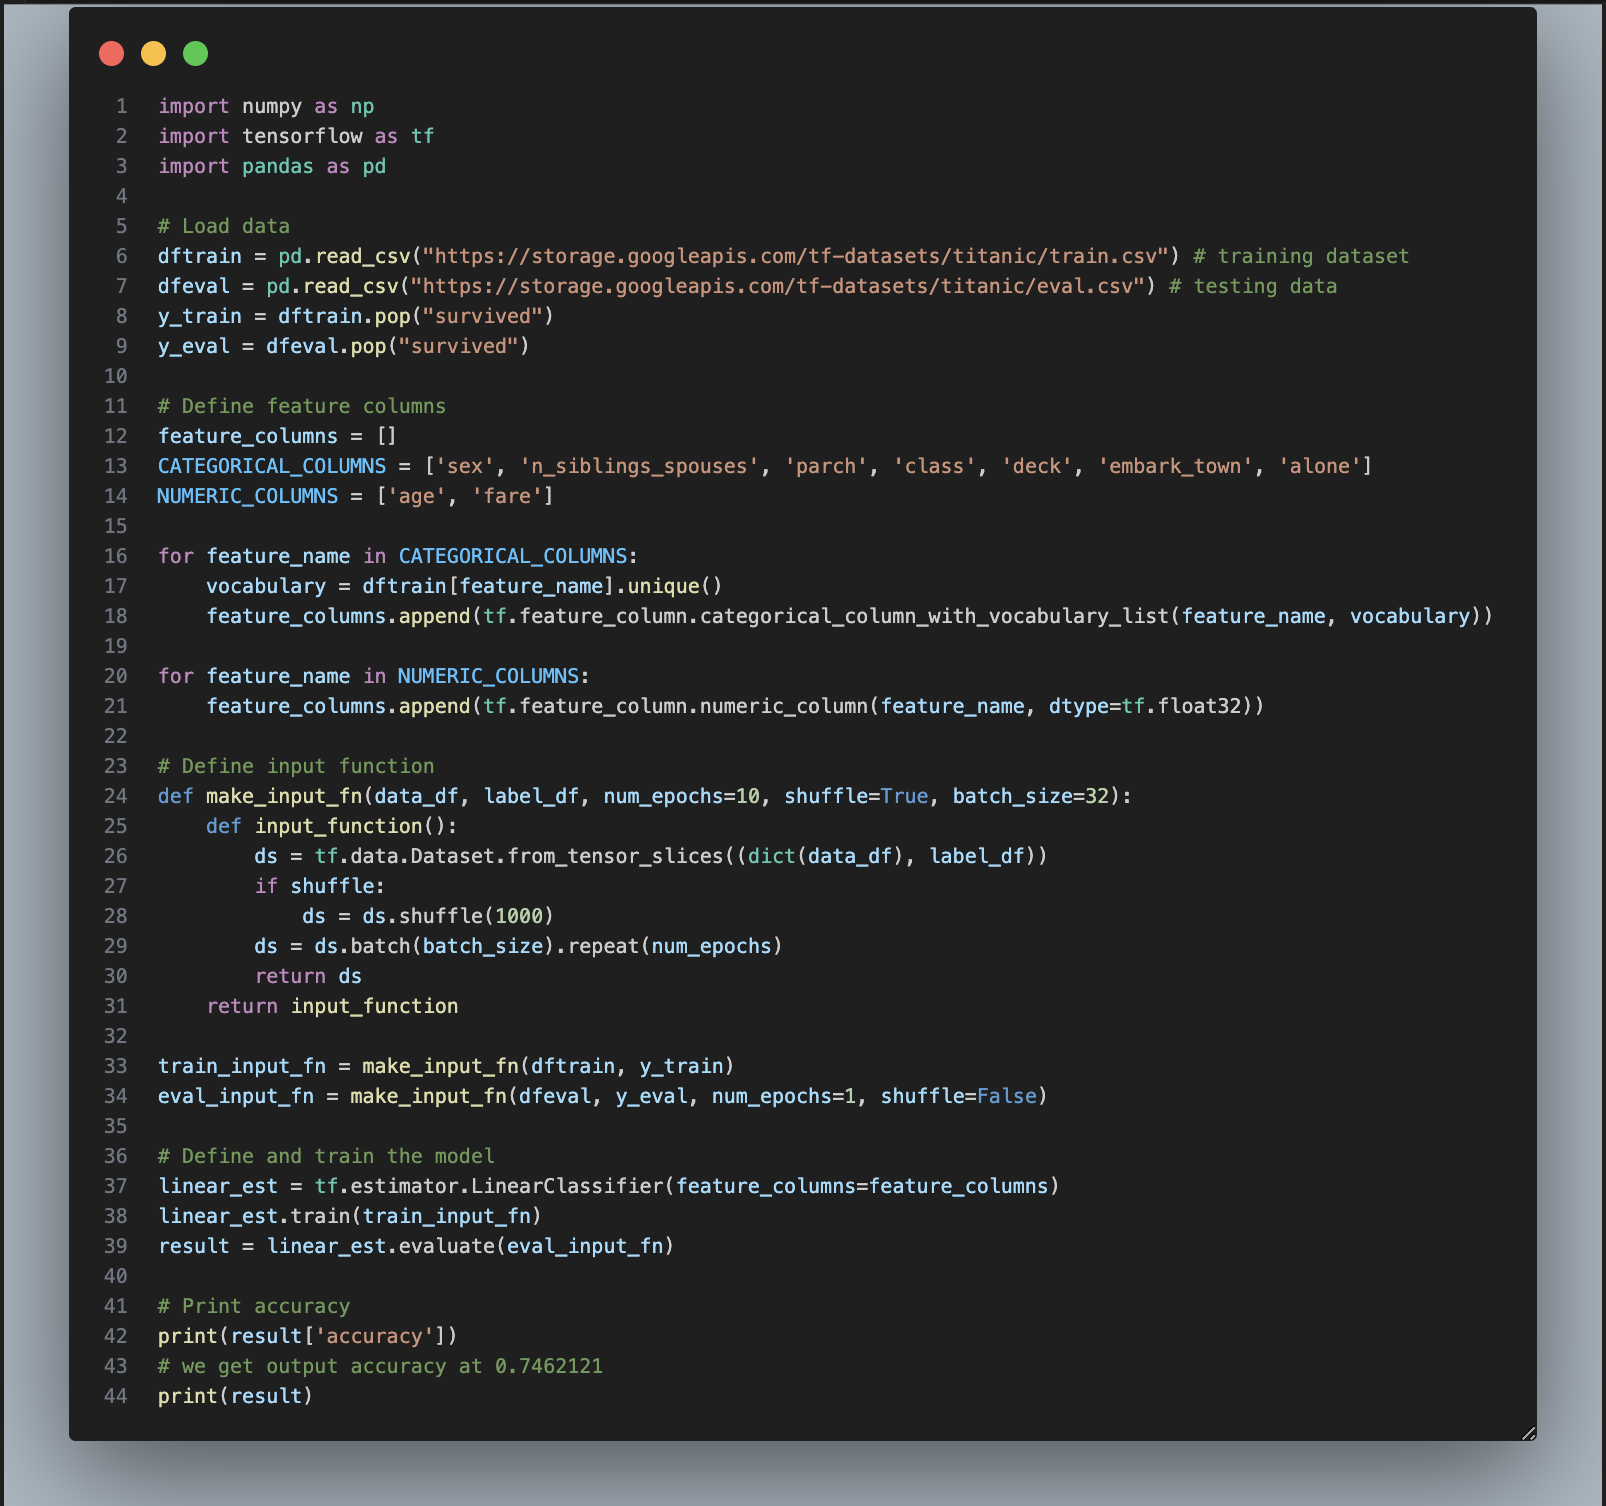 1 import numpy as np
2 import tensorflow as tf
3 import pandas as pd
4
5 # Load data
6 dftrain = pd.read_csv("https://storage.googleapis.com/tf-datasets/titanic/train.csv") # training dataset
7 dfeval = pd.read_csv("https://storage.googleapis.com/tf-datasets/titanic/eval.csv") # testing data
8 y_train = dftrain.pop("survived")
9 y_eval = dfeval.pop("survived")
10
11 # Define feature columns
12 feature_columns = []
13 CATEGORICAL_COLUMNS = ['sex', 'n_siblings_spouses', 'parch', 'class', 'deck', 'embark_town', 'alone']
14 NUMERIC_COLUMNS = ['age', 'fare']
15
16 for feature_name in CATEGORICAL_COLUMNS:
17     vocabulary = dftrain[feature_name].unique()
18     feature_columns.append(tf.feature_column.categorical_column_with_vocabulary_list(feature_name, vocabulary))
19
20 for feature_name in NUMERIC_COLUMNS:
21     feature_columns.append(tf.feature_column.numeric_column(feature_name, dtype=tf.float32))
22
23 # Define input function
24 def make_input_fn(data_df, label_df, num_epochs=10, shuffle=True, batch_size=32):
25     def input_function():
26         ds = tf.data.Dataset.from_tensor_slices((dict(data_df), label_df))
27         if shuffle:
28             ds = ds.shuffle(1000)
29         ds = ds.batch(batch_size).repeat(num_epochs)
30         return ds
31     return input_function
32
33 train_input_fn = make_input_fn(dftrain, y_train)
34 eval_input_fn = make_input_fn(dfeval, y_eval, num_epochs=1, shuffle=False)
35
36 # Define and train the model
37 linear_est = tf.estimator.LinearClassifier(feature_columns=feature_columns)
38 linear_est.train(train_input_fn)
39 result = linear_est.evaluate(eval_input_fn)
40
41 # Print accuracy
42 print(result['accuracy'])
43 # we get output accuracy at 0.7462121
44 print(result)